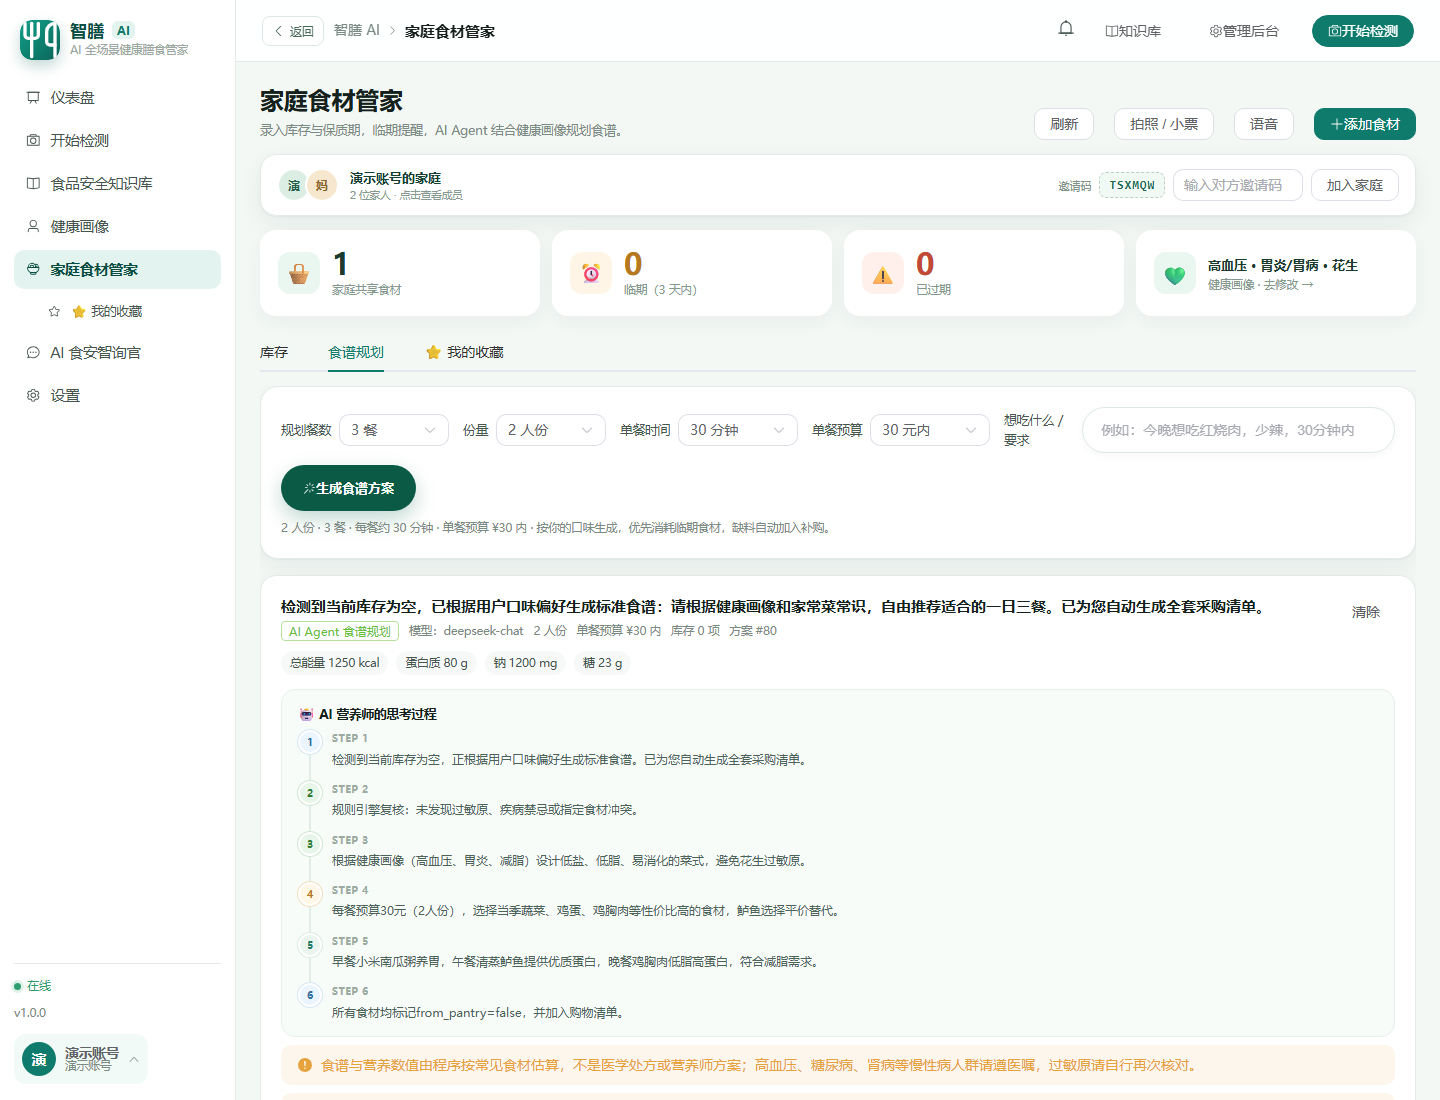 智膳 AI
AI 全场景健康膳食管家
仪表盘
开始检测
食品安全知识库
健康画像
家庭食材管家
我的收藏
AI 食安智询官
设置
在线
v1.0.0
演
演示账号
演示账号
返回
智膳 AI
家庭食材管家
知识库
管理后台
开始检测
家庭食材管家
录入库存与保质期，临期提醒，AI Agent 结合健康画像规划食谱。
刷新
拍照 / 小票
语音
添加食材
演
妈
演示账号的家庭
2 位家人 · 点击查看成员
邀请码
TSXMQW
输入对方邀请码
加入家庭
1
家庭共享食材
0
临期（3 天内）
0
已过期
高血压 • 胃炎/胃病 • 花生
健康画像 · 去修改 →
库存
食谱规划
我的收藏
规划餐数
3 餐
份量
2 人份
单餐时间
30 分钟
单餐预算
30 元内
想吃什么 /
要求
例如：今晚想吃红烧肉，少辣，30分钟内
生成食谱方案
2 人份 · 3 餐 · 每餐约 30 分钟 · 单餐预算 ¥30 内 · 按你的口味生成，优先消耗临期食材，缺料自动加入补购。
检测到当前库存为空，已根据用户口味偏好生成标准食谱：请根据健康画像和家常菜常识，自由推荐适合的一日三餐。已为您自动生成全套采购清单。
清除
AI Agent 食谱规划
模型：deepseek-chat
2 人份
单餐预算 ¥30 内
库存 0 项
方案 #80
总能量 1250 kcal
蛋白质 80 g
钠 1200 mg
糖 23 g
AI 营养师的思考过程
1
STEP 1
检测到当前库存为空，正根据用户口味偏好生成标准食谱。已为您自动生成全套采购清单。
2
STEP 2
规则引擎复核：未发现过敏原、疾病禁忌或指定食材冲突。
3
STEP 3
根据健康画像（高血压、胃炎、减脂）设计低盐、低脂、易消化的菜式，避免花生过敏原。
4
STEP 4
每餐预算30元（2人份），选择当季蔬菜、鸡蛋、鸡胸肉等性价比高的食材，鲈鱼选择平价替代。
5
STEP 5
早餐小米南瓜粥养胃，午餐清蒸鲈鱼提供优质蛋白，晚餐鸡胸肉低脂高蛋白，符合减脂需求。
6
STEP 6
所有食材均标记from_pantry=false，并加入购物清单。
食谱与营养数值由程序按常见食材估算，不是医学处方或营养师方案；高血压、糖尿病、肾病等慢性病人群请遵医嘱，过敏原请自行再次核对。